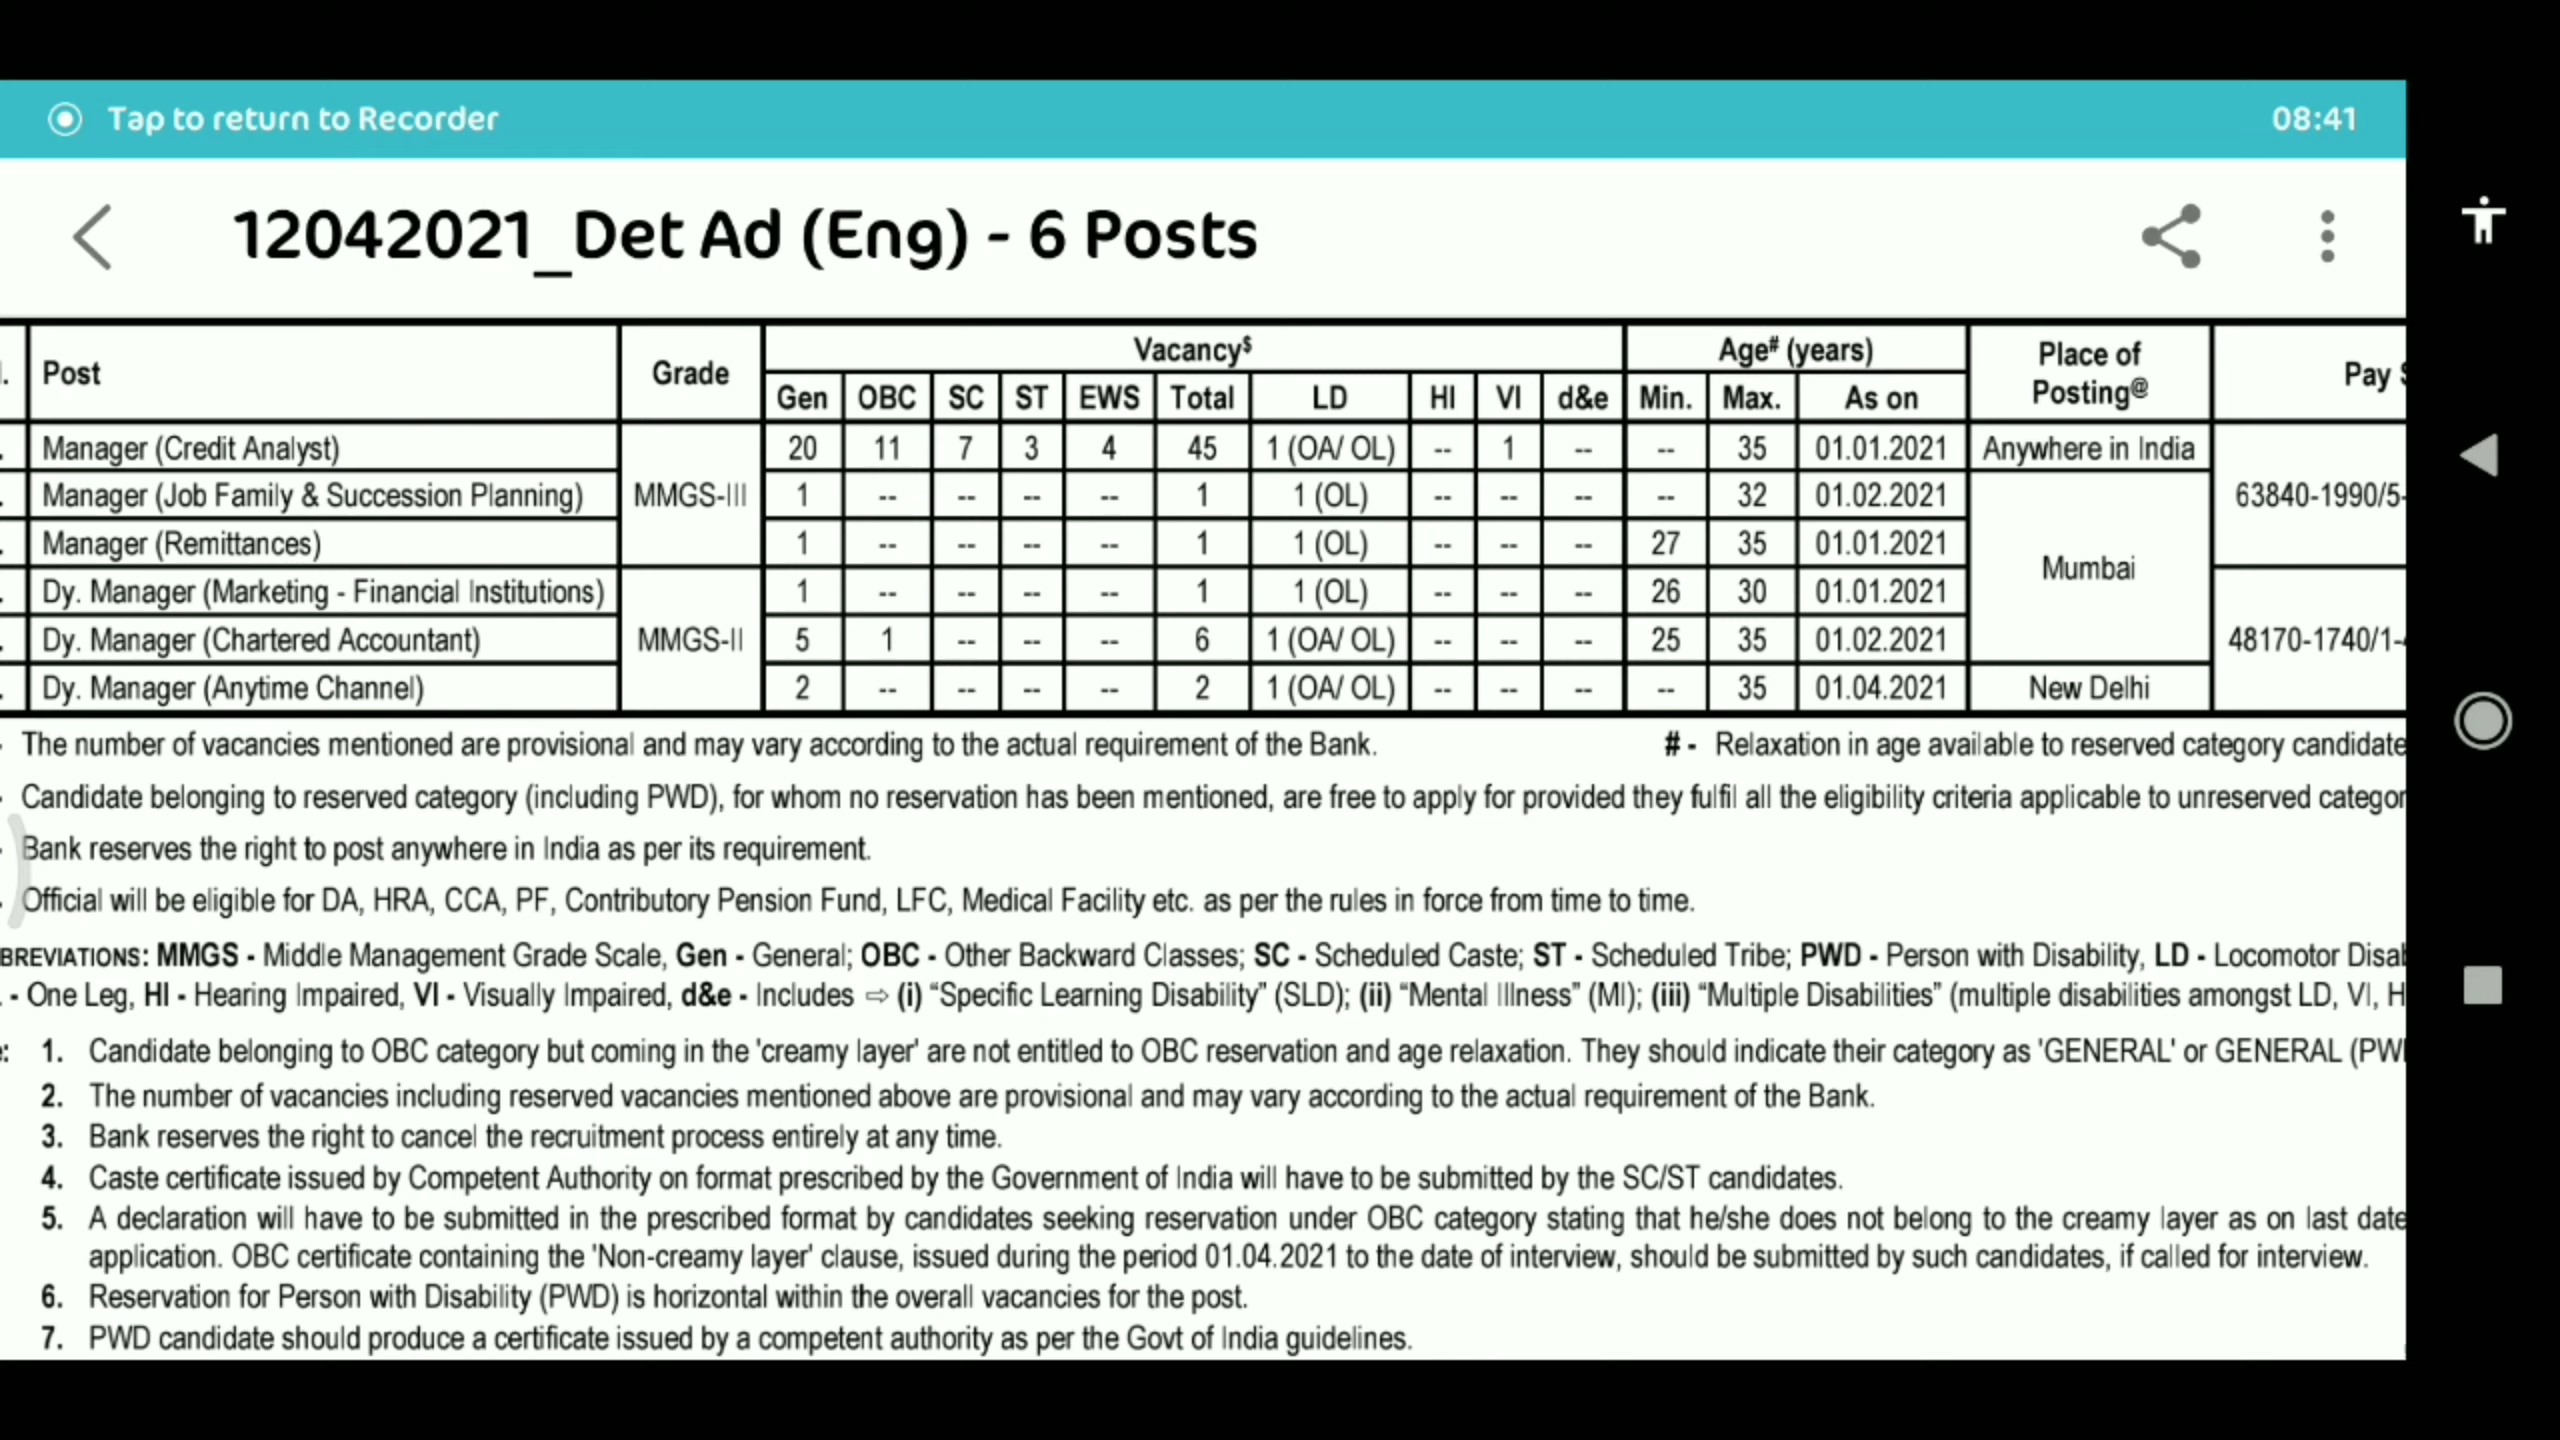 Tap to return to Recorder 08:41
12042021_Det Ad (Eng) - 6 Posts
Post Grade Vacancy$ Age# (years) Place of Posting@ Pay
Gen OBC SC ST EWS Total LD HI VI d&e Min. Max. As on
Manager (Credit Analyst) MMGS-III 20 11 7 3 4 45 1 (OA/ OL) -- 1 -- -- 35 01.01.2021 Anywhere in India 63840-1990/5-
Manager (Job Family & Succession Planning) 1 -- -- -- -- 1 1 (OL) -- -- -- -- 32 01.02.2021 Mumbai
Manager (Remittances) 1 -- -- -- -- 1 1 (OL) -- -- -- 27 35 01.01.2021
Dy. Manager (Marketing - Financial Institutions) MMGS-II 1 -- -- -- -- 1 1 (OL) -- -- -- 26 30 01.01.2021 48170-1740/1-
Dy. Manager (Chartered Accountant) 5 1 -- -- -- 6 1 (OA/ OL) -- -- -- 25 35 01.02.2021
Dy. Manager (Anytime Channel) 2 -- -- -- -- 2 1 (OA/ OL) -- -- -- -- 35 01.04.2021 New Delhi
The number of vacancies mentioned are provisional and may vary according to the actual requirement of the Bank. # - Relaxation in age available to reserved category candidate
Candidate belonging to reserved category (including PWD), for whom no reservation has been mentioned, are free to apply for provided they fulfil all the eligibility criteria applicable to unreserved categor
Bank reserves the right to post anywhere in India as per its requirement.
Official will be eligible for DA, HRA, CCA, PF, Contributory Pension Fund, LFC, Medical Facility etc. as per the rules in force from time to time.
BREVIATIONS: MMGS - Middle Management Grade Scale, Gen - General; OBC - Other Backward Classes; SC - Scheduled Caste; ST - Scheduled Tribe; PWD - Person with Disability, LD - Locomotor Disa
- One Leg, HI - Hearing Impaired, VI - Visually Impaired, d&e - Includes ⇨ (i) “Specific Learning Disability” (SLD); (ii) “Mental Illness” (MI); (iii) “Multiple Disabilities” (multiple disabilities amongst LD, VI, H
1. Candidate belonging to OBC category but coming in the 'creamy layer' are not entitled to OBC reservation and age relaxation. They should indicate their category as 'GENERAL' or GENERAL (PW
2. The number of vacancies including reserved vacancies mentioned above are provisional and may vary according to the actual requirement of the Bank.
3. Bank reserves the right to cancel the recruitment process entirely at any time.
4. Caste certificate issued by Competent Authority on format prescribed by the Government of India will have to be submitted by the SC/ST candidates.
5. A declaration will have to be submitted in the prescribed format by candidates seeking reservation under OBC category stating that he/she does not belong to the creamy layer as on last date
application. OBC certificate containing the 'Non-creamy layer' clause, issued during the period 01.04.2021 to the date of interview, should be submitted by such candidates, if called for interview.
6. Reservation for Person with Disability (PWD) is horizontal within the overall vacancies for the post.
7. PWD candidate should produce a certificate issued by a competent authority as per the Govt of India guidelines.